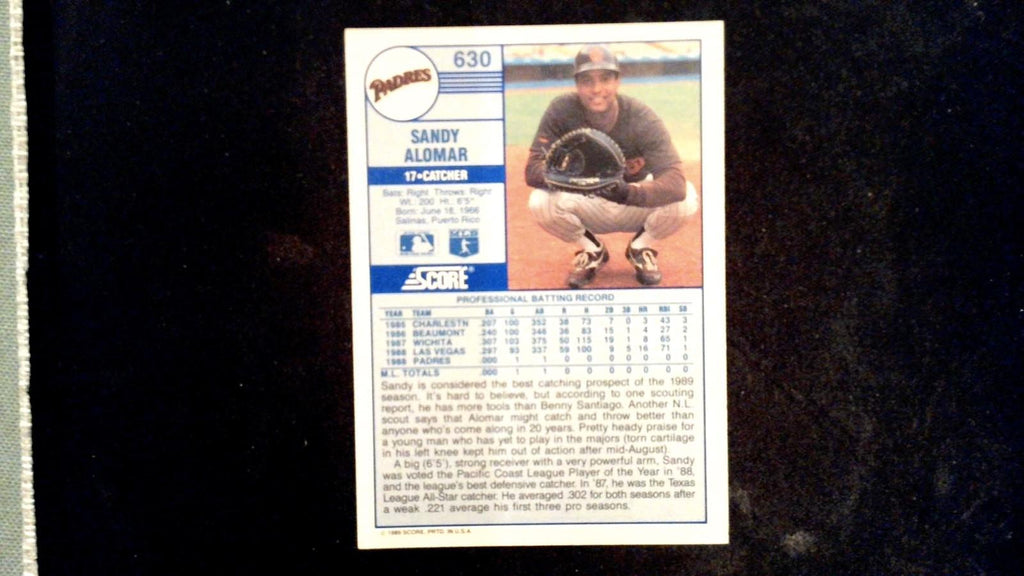 PADRES
630
SANDY
ALOMAR
17•CATCHER
Bats: Right Throws: Right
Wt.: 200 Ht.: 6'5"
Born: June 18, 1966
Salinas, Puerto Rico
SCORE®
PROFESSIONAL BATTING RECORD
YEAR TEAM BA G AB R H 2B 3B HR RBI SB
1985 CHARLESTN .207 100 352 38 73 7 0 3 43 3
1986 BEAUMONT .240 100 346 36 83 15 1 4 27 2
1987 WICHITA .307 103 375 50 115 19 1 8 65 1
1988 LAS VEGAS .297 93 337 59 100 9 5 16 71 1
1988 PADRES .000 1 1 0 0 0 0 0 0 0
M.L. TOTALS .000 1 1 0 0 0 0 0 0 0
Sandy is considered the best catching prospect of the 1989
season. It's hard to believe, but according to one scouting
report, he has more tools than Benny Santiago. Another N.L.
scout says that Alomar might catch and throw better than
anyone who's come along in 20 years. Pretty heady praise for
a young man who has yet to play in the majors (torn cartilage
in his left knee kept him out of action after mid-August).
A big (6'5"), strong receiver with a very powerful arm, Sandy
was voted the Pacific Coast League Player of the Year in '88,
and the league's best defensive catcher. In '87, he was the Texas
League All-Star catcher. He averaged .302 for both seasons after
a weak .221 average his first three pro seasons.
© 1989 SCORE, PRTD. IN U.S.A.